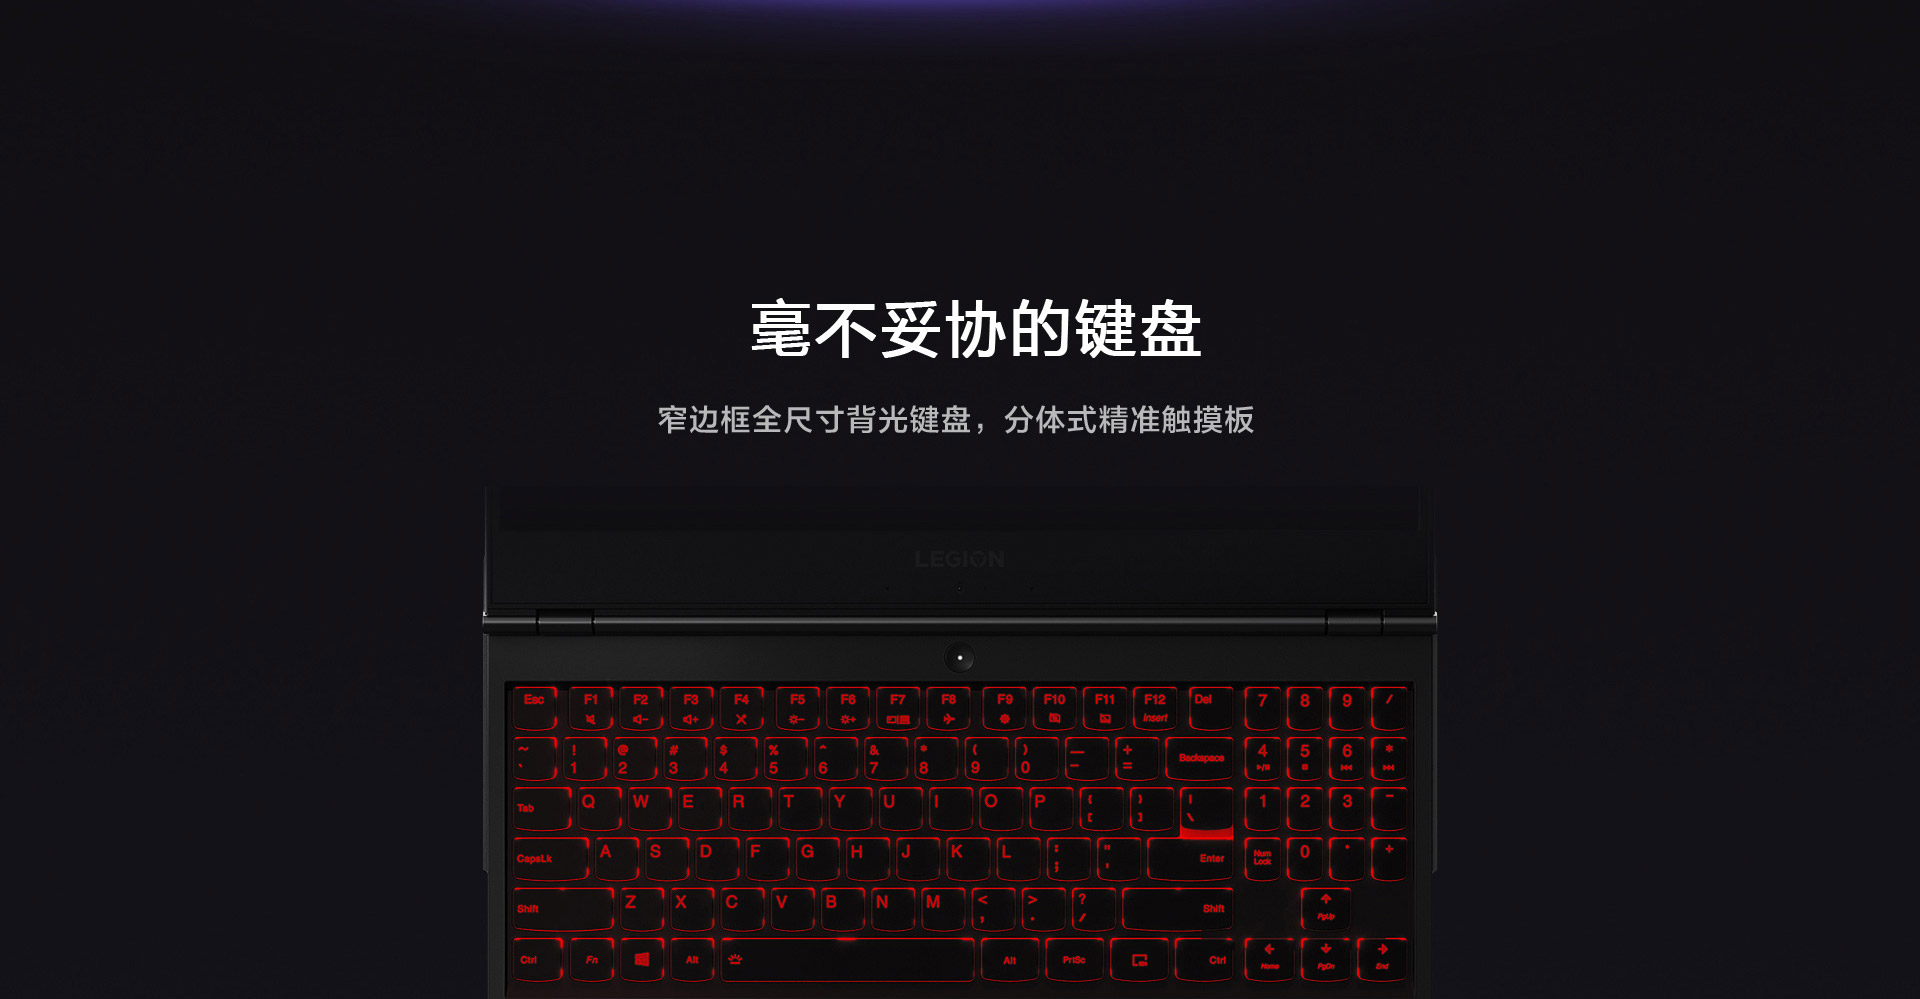 毫不妥协的键盘
窄边框全尺寸背光键盘，分体式精准触摸板
LEGION
Esc F1 F2 F3 F4 F5 F6 F7 F8 F9 F10 F11 F12 Del 7 8 9 /
Insert
~ ! @ # $ % ^ & * ( ) — + Backspace 4 5 6 *
` 1 2 3 4 5 6 7 8 9 0 - =
Tab Q W E R T Y U I O P { } | 1 2 3 -
[ ] \
CapsLk A S D F G H J K L : " Enter Num Lock 0 . +
; '
Shift Z X C V B N M < > ? Shift ↑
, . / PgUp
Ctrl Fn Alt Alt PrtSc Ctrl ← ↓ →
Home PgDn End